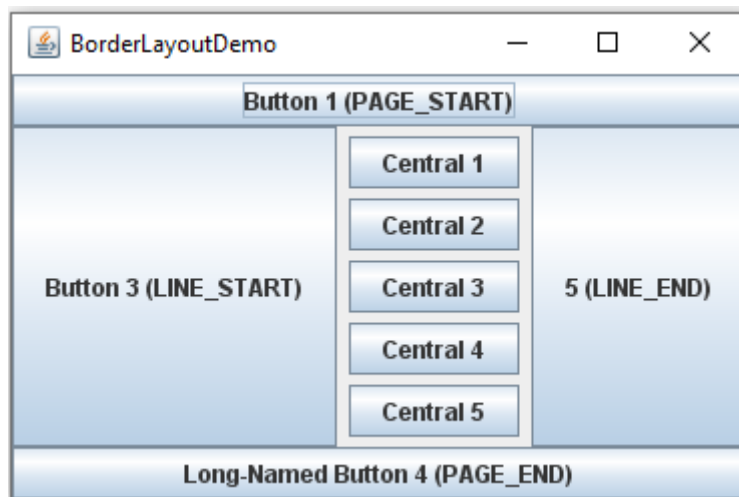 BorderLayoutDemo
Button 1 (PAGE_START)
Button 3 (LINE_START)
Central 1
Central 2
Central 3
Central 4
Central 5
5 (LINE_END)
Long-Named Button 4 (PAGE_END)